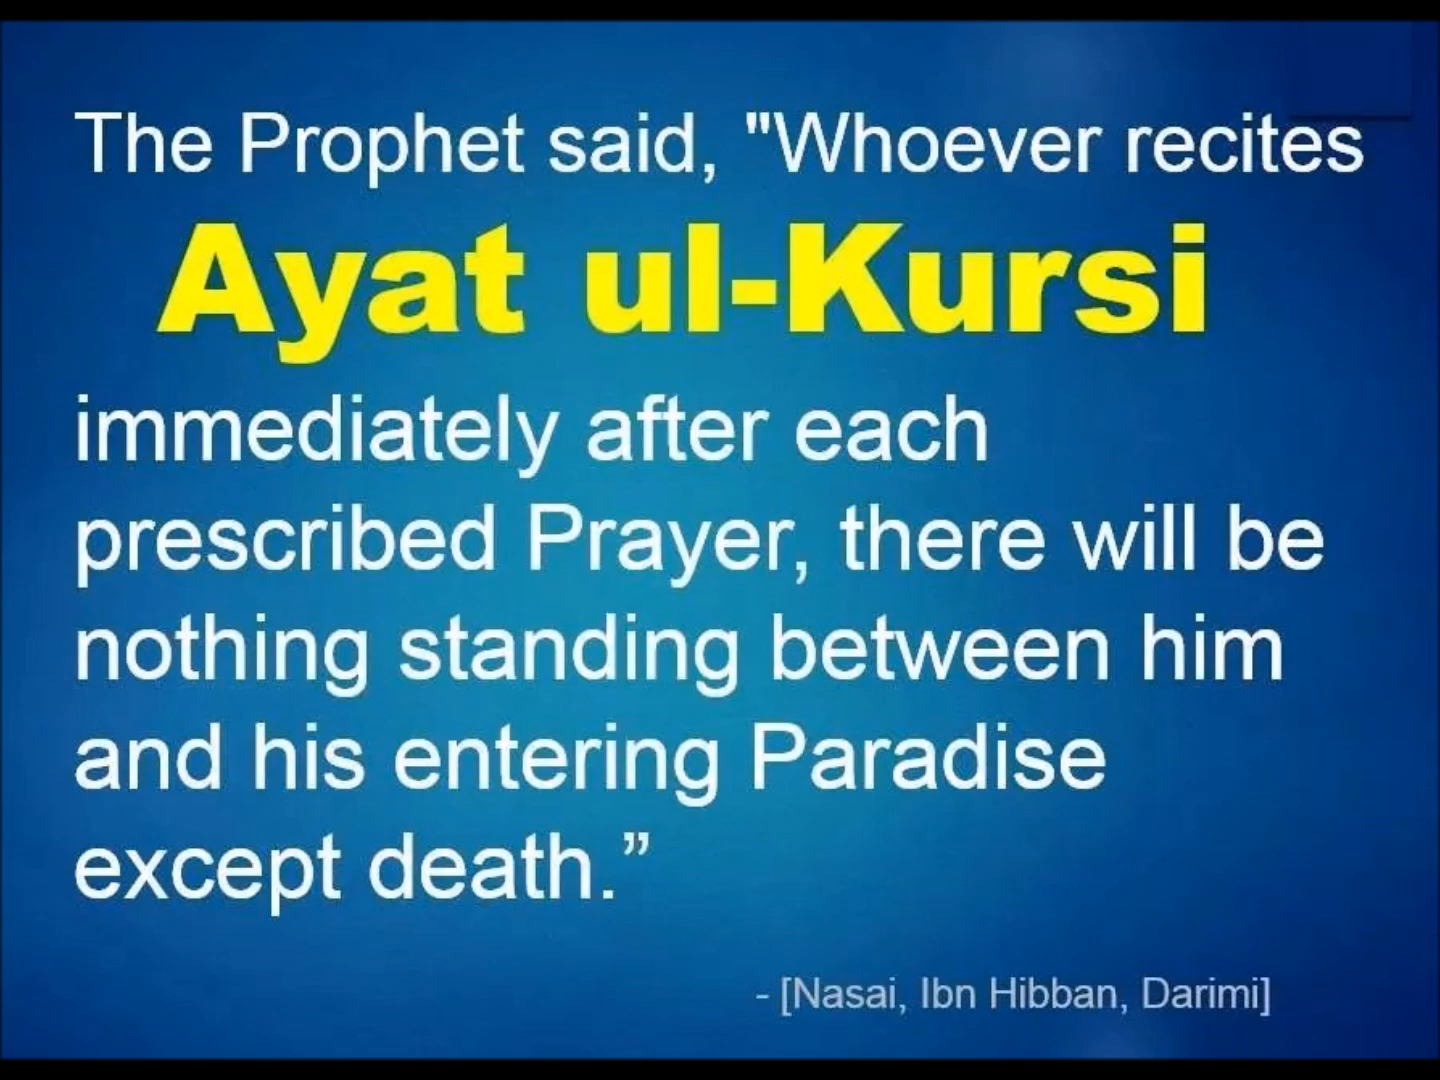 The Prophet said, "Whoever recites
Ayat ul-Kursi
immediately after each
prescribed Prayer, there will be
nothing standing between him
and his entering Paradise
except death.”
- [Nasai, Ibn Hibban, Darimi]